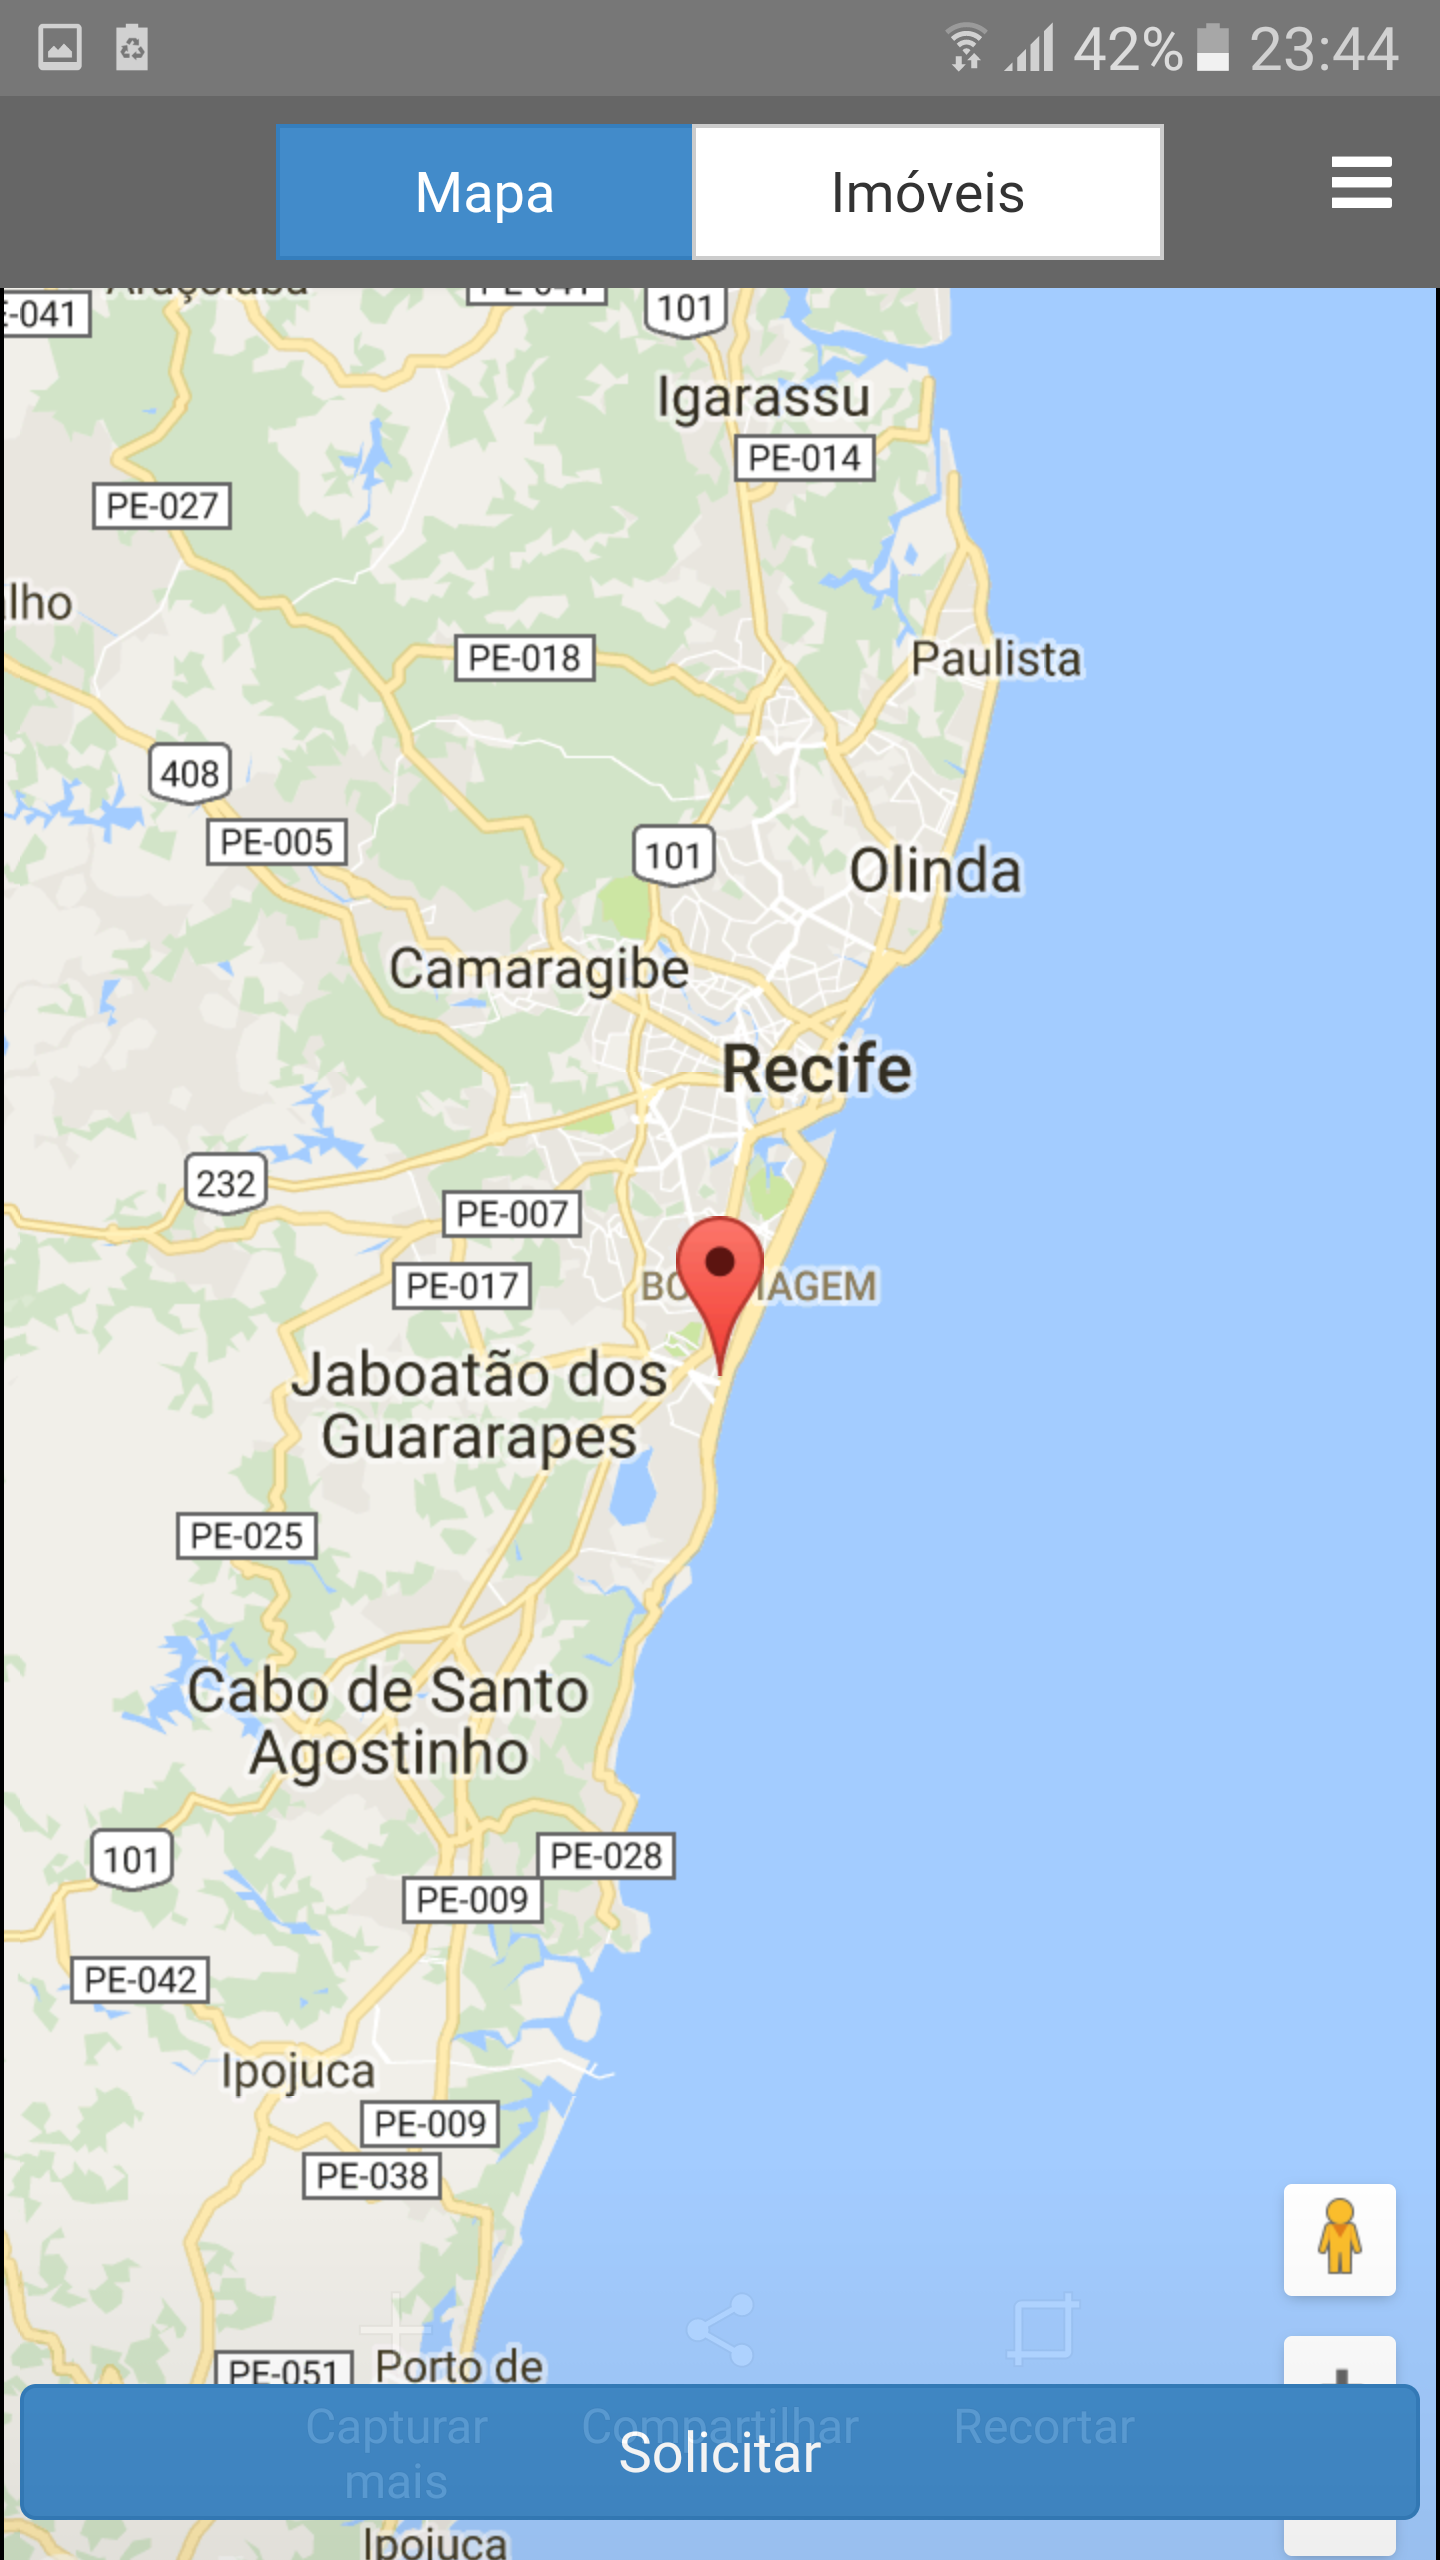 42% 23:44
Mapa Imóveis
-041
101
Igarassu
PE-014
PE-027
lho
PE-018
Paulista
408
PE-005
101
Olinda
Camaragibe
Recife
232
PE-007
PE-017
BO IAGEM
Jaboatão dos
Guararapes
PE-025
Cabo de Santo
Agostinho
101
PE-028
PE-009
PE-042
Ipojuca
PE-009
PE-038
PE-051 Porto de
Capturar
mais
Compartilhar
Recortar
Solicitar
Ipojuca